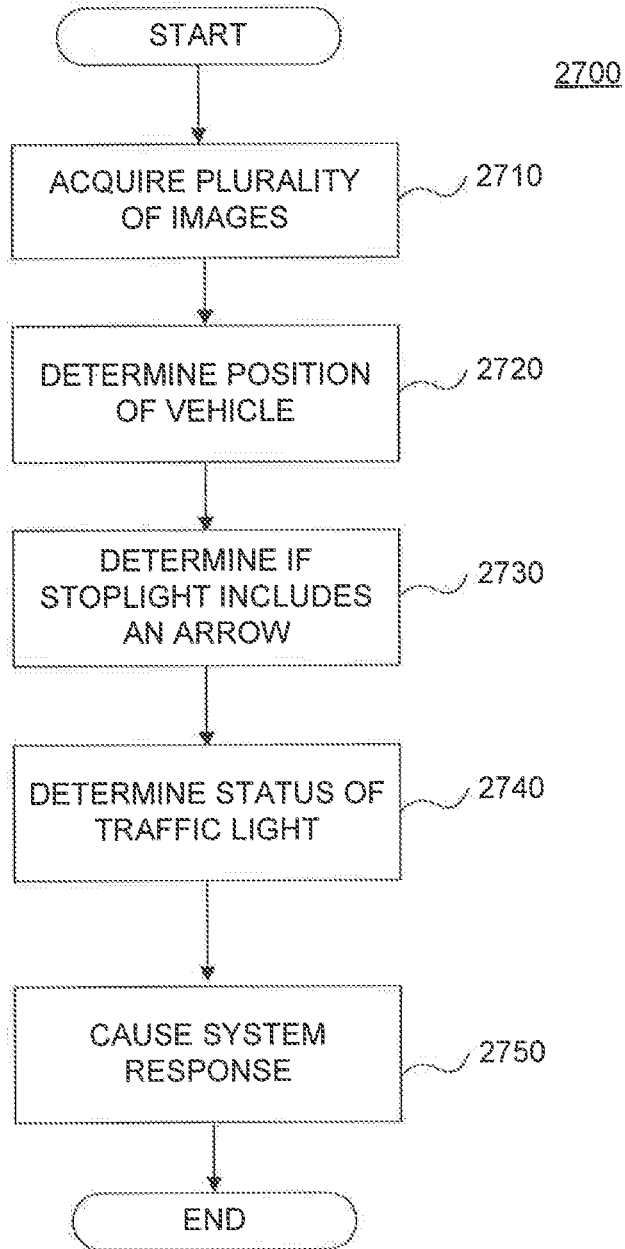 START
2700
ACQUIRE PLURALITY
OF IMAGES
2710
DETERMINE POSITION
OF VEHICLE
2720
DETERMINE IF
STOPLIGHT INCLUDES
AN ARROW
2730
DETERMINE STATUS OF
TRAFFIC LIGHT
2740
CAUSE SYSTEM
RESPONSE
2750
END